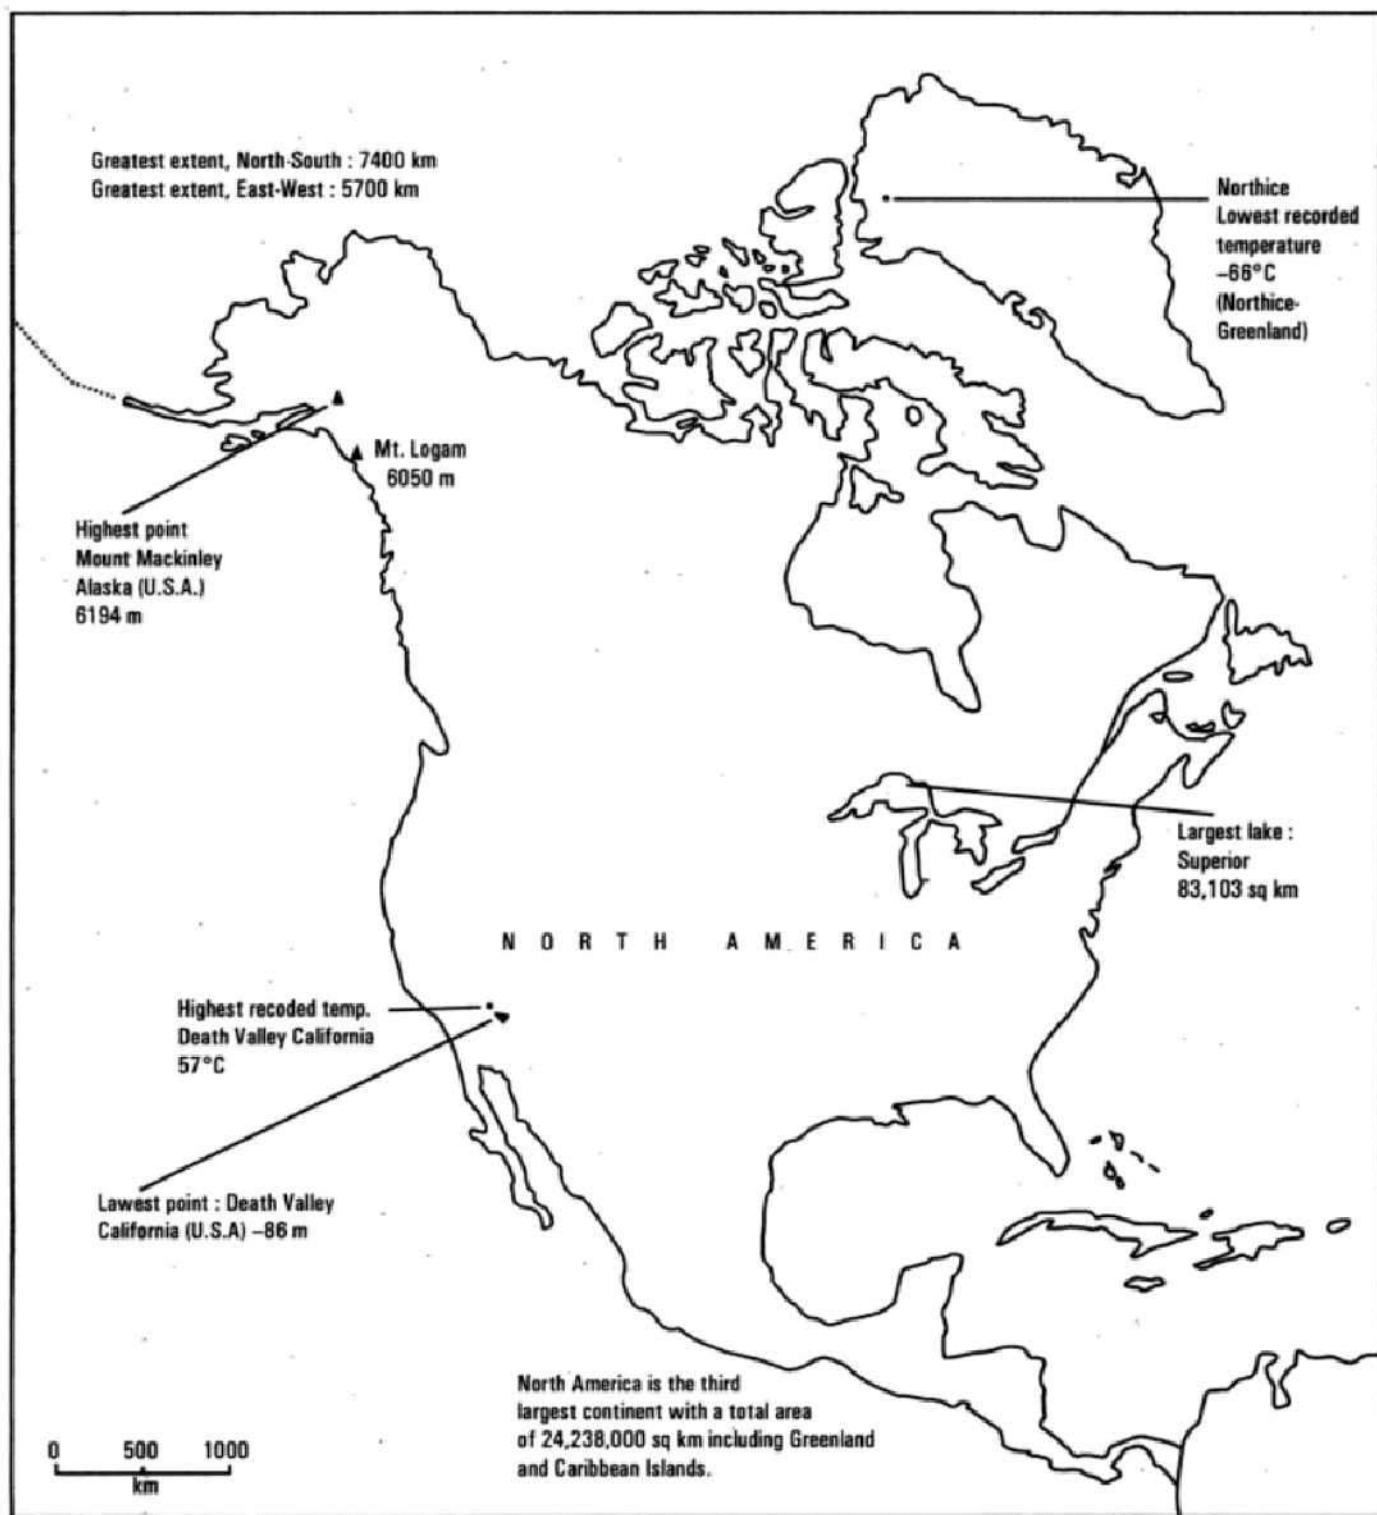 Greatest extent, North-South : 7400 km
Greatest extent, East-West : 5700 km
Northice
Lowest recorded
temperature
–66°C
(Northice-
Greenland)
Mt. Logam
6050 m
Highest point
Mount Mackinley
Alaska (U.S.A.)
6194 m
Largest lake :
Superior
83,103 sq km
NORTH AMERICA
Highest recoded temp.
Death Valley California
57°C
Lawest point : Death Valley
California (U.S.A) –86 m
North America is the third
largest continent with a total area
of 24,238,000 sq km including Greenland
and Caribbean Islands.
0 500 1000
km